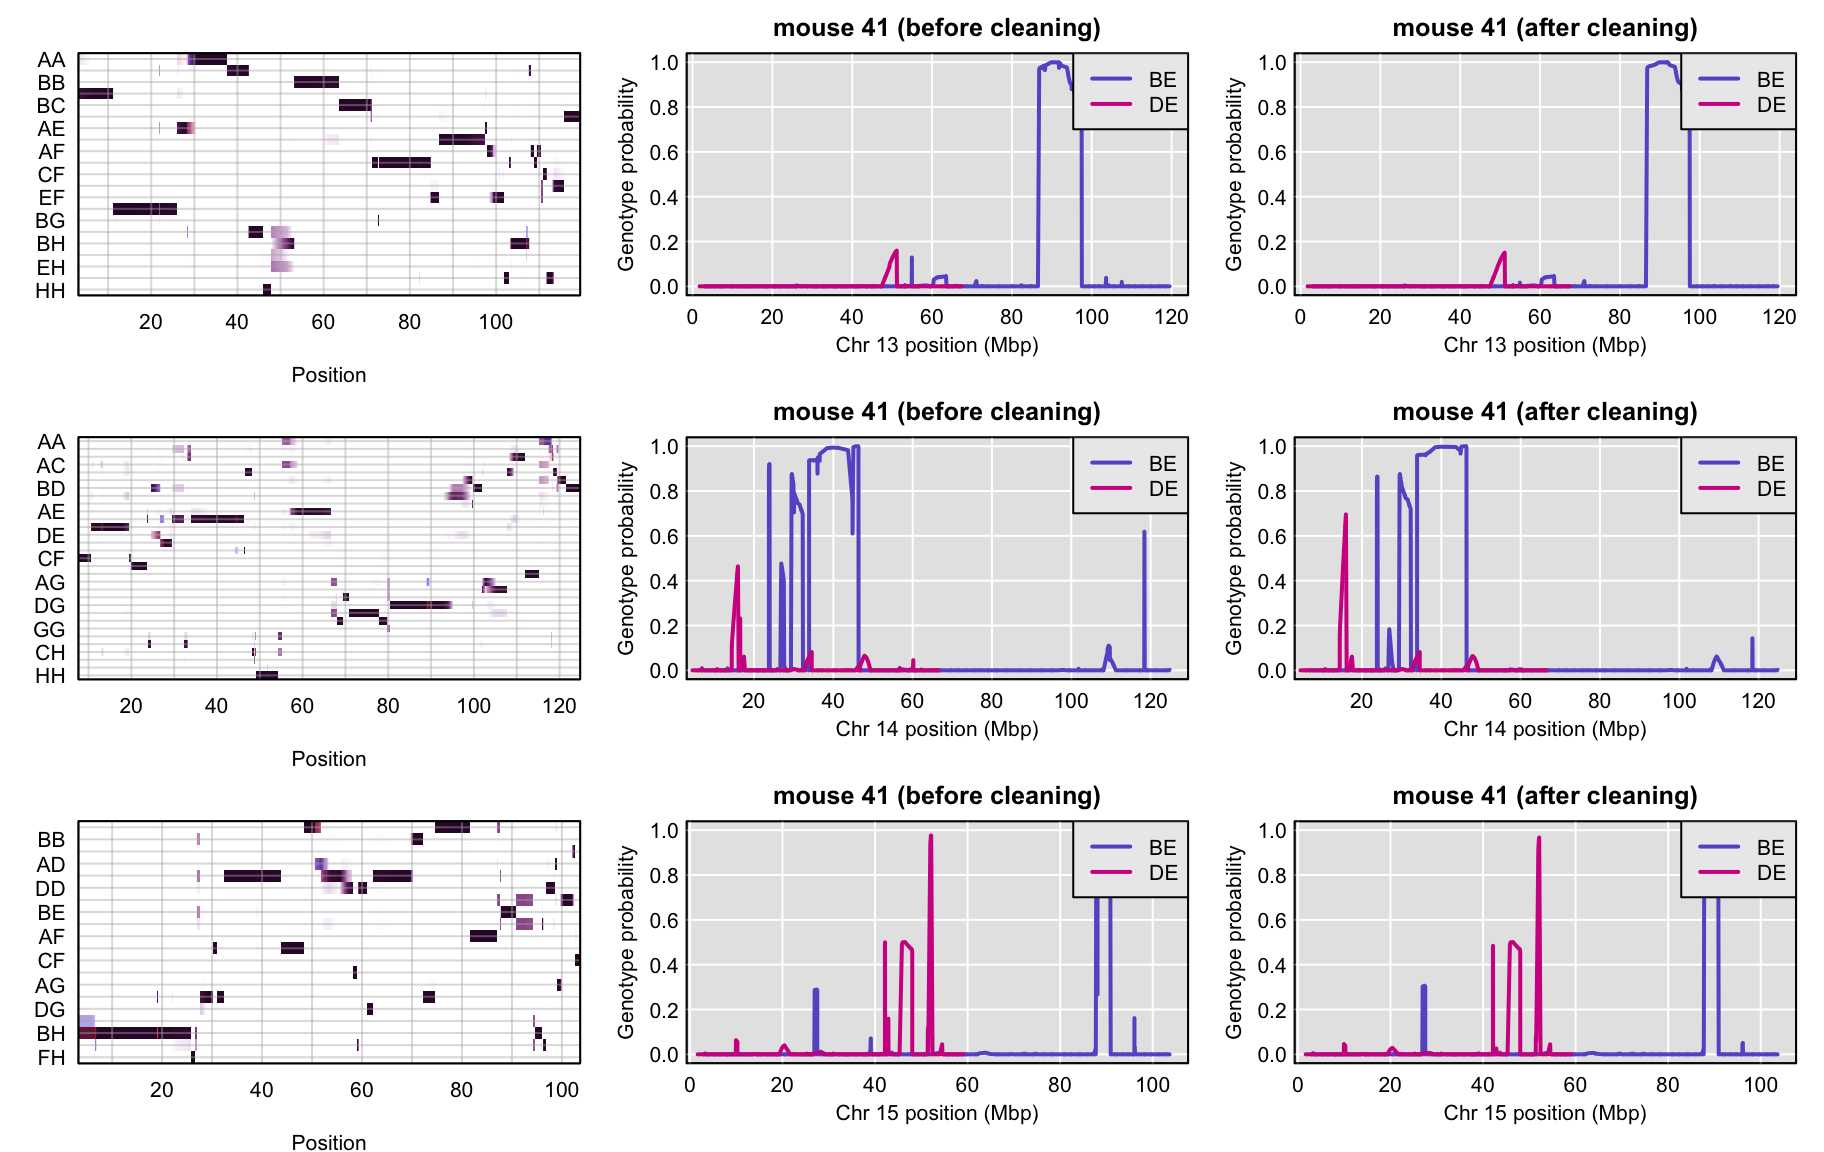 AA
BB
BC
AE
AF
CF
EF
BG
BH
EH
HH
20 40 60 80 100
Position
mouse 41 (before cleaning)
Genotype probability
1.0
0.8
0.6
0.4
0.2
0.0
BE
DE
0 20 40 60 80 100 120
Chr 13 position (Mbp)
mouse 41 (after cleaning)
Genotype probability
1.0
0.8
0.6
0.4
0.2
0.0
BE
DE
0 20 40 60 80 100 120
Chr 13 position (Mbp)
AA
AC
BD
AE
DE
CF
AG
DG
GG
CH
HH
20 40 60 80 100 120
Position
mouse 41 (before cleaning)
Genotype probability
1.0
0.8
0.6
0.4
0.2
0.0
BE
DE
20 40 60 80 100 120
Chr 14 position (Mbp)
mouse 41 (after cleaning)
Genotype probability
1.0
0.8
0.6
0.4
0.2
0.0
BE
DE
20 40 60 80 100 120
Chr 14 position (Mbp)
BB
AD
DD
BE
AF
CF
AG
DG
BH
FH
20 40 60 80 100
Position
mouse 41 (before cleaning)
Genotype probability
1.0
0.8
0.6
0.4
0.2
0.0
BE
DE
0 20 40 60 80 100
Chr 15 position (Mbp)
mouse 41 (after cleaning)
Genotype probability
1.0
0.8
0.6
0.4
0.2
0.0
BE
DE
0 20 40 60 80 100
Chr 15 position (Mbp)